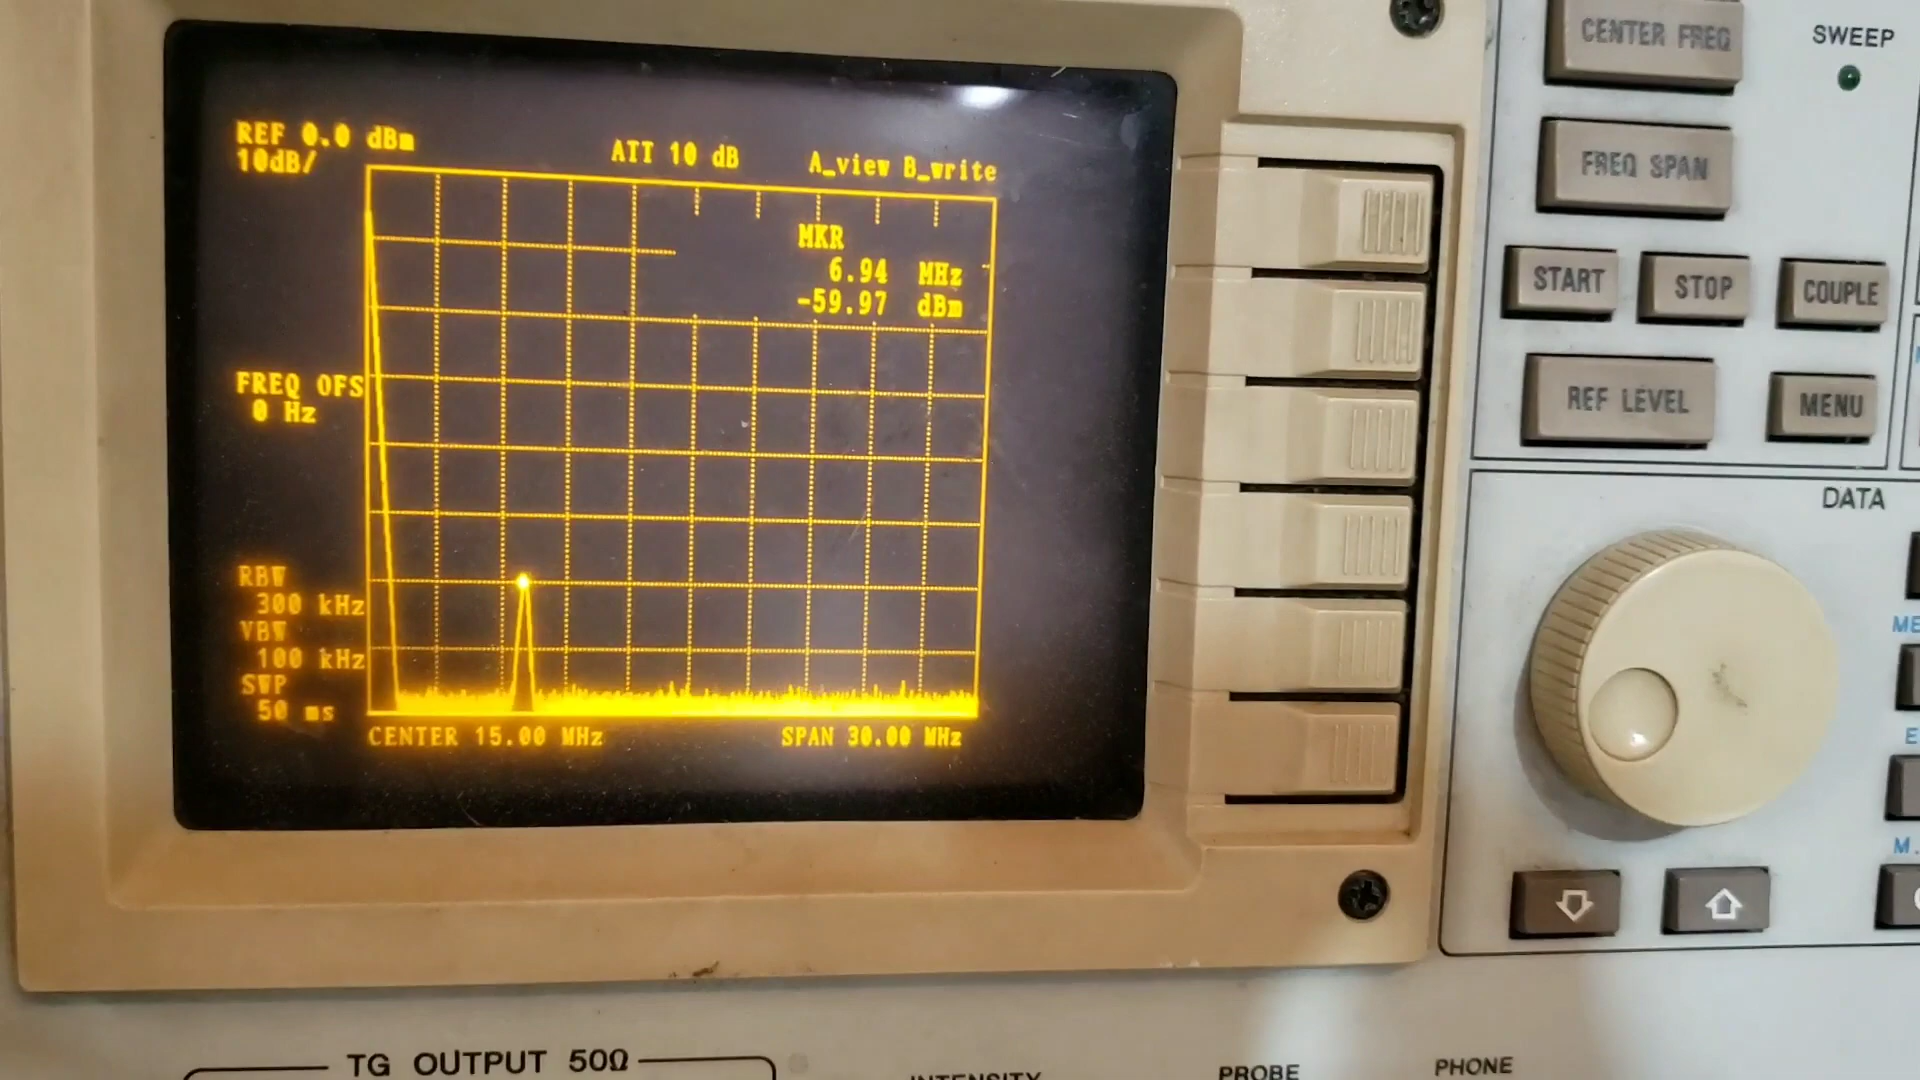 REF 0.0 dBm
10dB/
ATT 10 dB
A_view B_write
MKR
6.94 MHz
-59.97 dBm
FREQ OFS
0 Hz
RBW
300 kHz
VBW
100 kHz
SWP
50 ms
CENTER 15.00 MHz
SPAN 30.00 MHz
CENTER FREQ
SWEEP
FREQ SPAN
START
STOP
COUPLE
REF LEVEL
MENU
DATA
TG OUTPUT 50Ω
INTENSITY
PROBE
PHONE